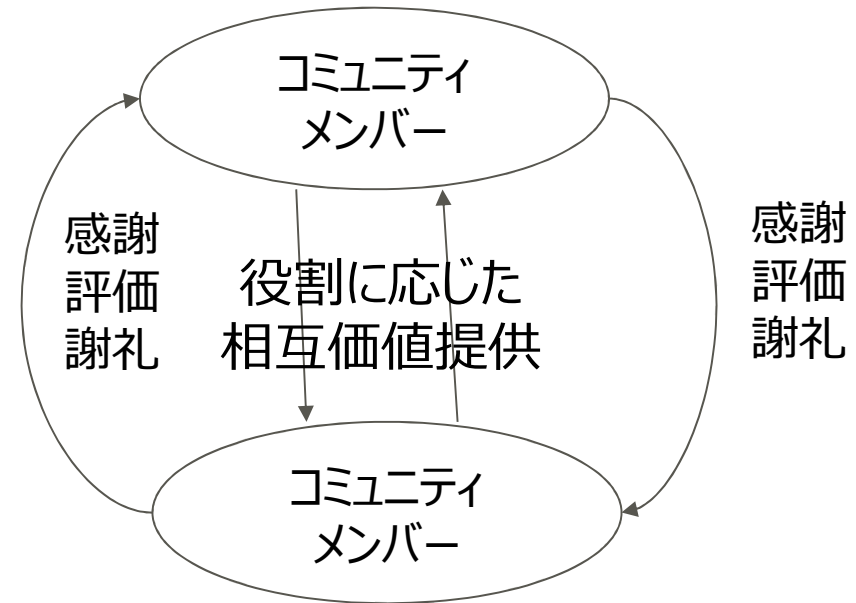 コミュニティ
メンバー
感謝
評価
謝礼
役割に応じた
相互価値提供
感謝
評価
謝礼
コミュニティ
メンバー